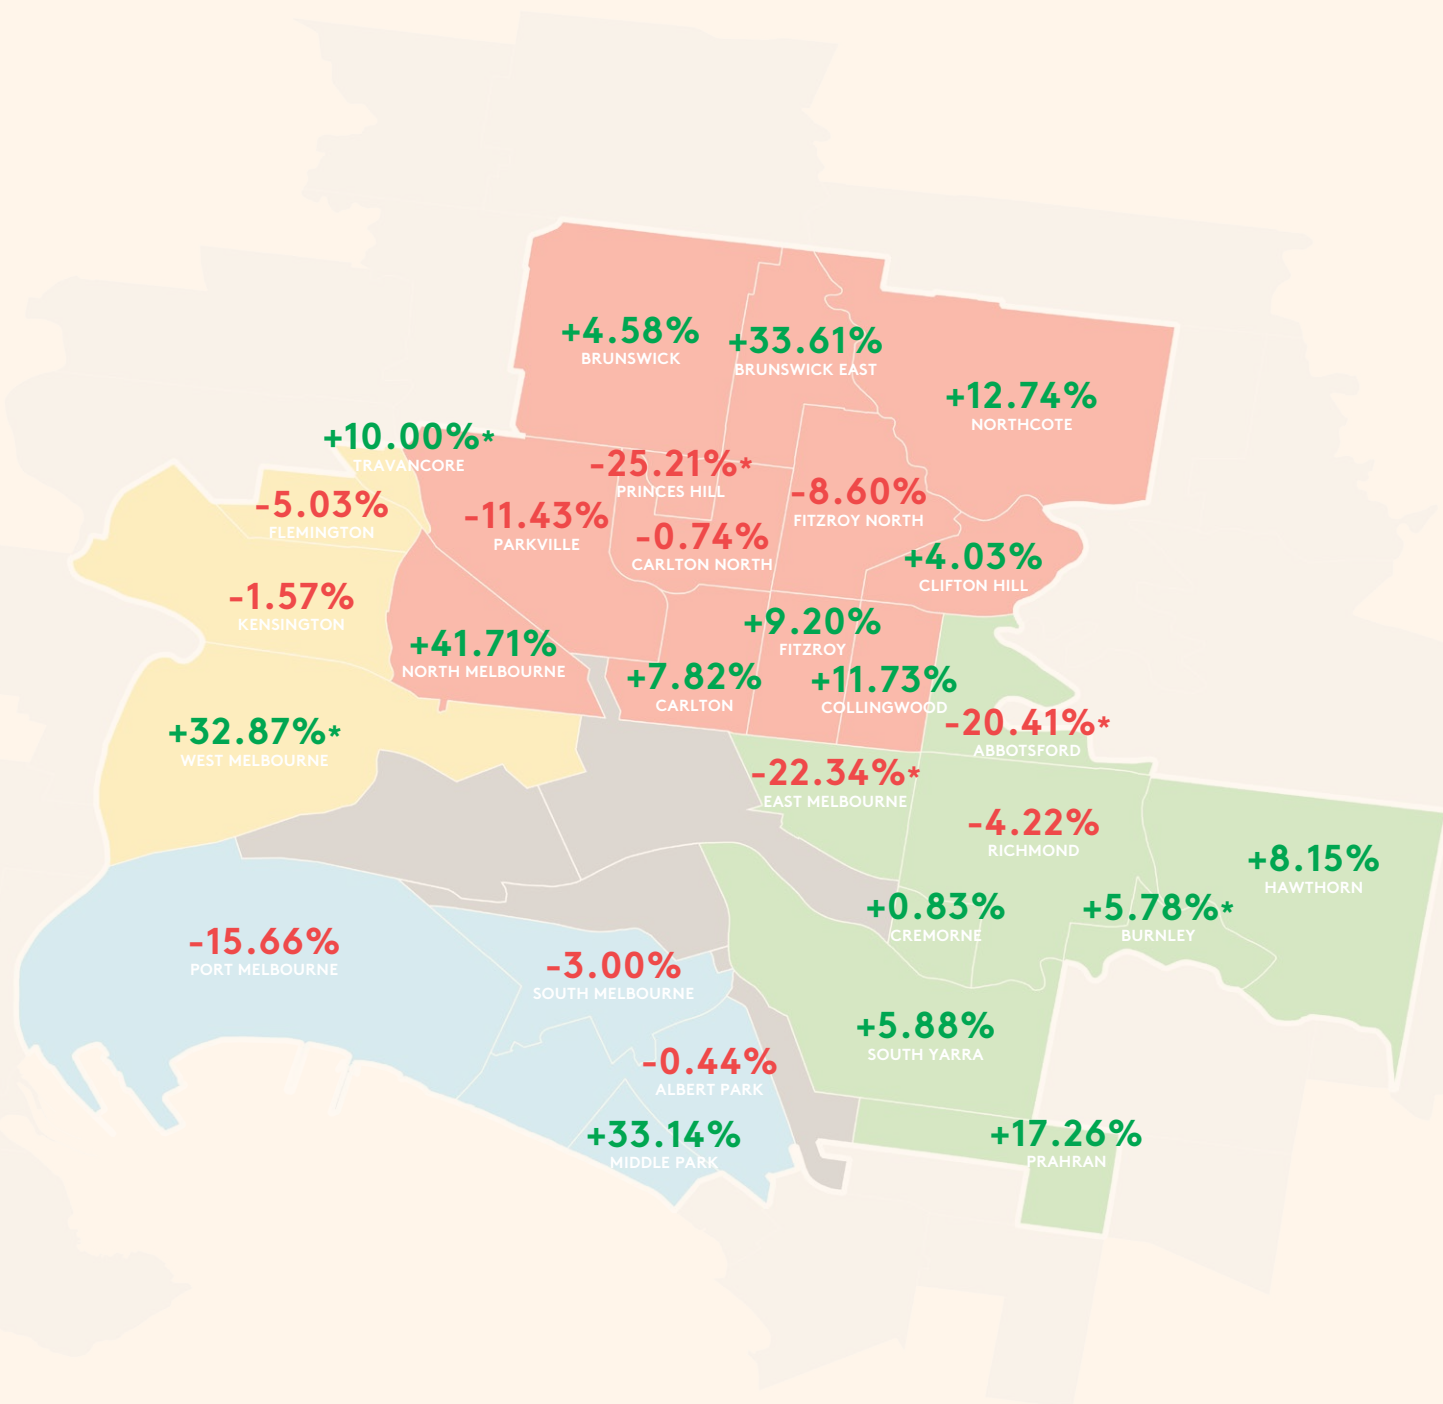 +4.58%
BRUNSWICK
+33.61%
BRUNSWICK EAST
+12.74%
NORTHCOTE
+10.00%*
TRAVANCORE
-25.21%*
PRINCES HILL
-5.03%
FLEMINGTON
-11.43%
PARKVILLE
-8.60%
FITZROY NORTH
-0.74%
CARLTON NORTH
+4.03%
CLIFTON HILL
-1.57%
KENSINGTON
+41.71%
NORTH MELBOURNE
+9.20%
FITZROY
+7.82%
CARLTON
+11.73%
COLLINGWOOD
-20.41%*
ABBOTSFORD
+32.87%*
WEST MELBOURNE
-22.34%*
EAST MELBOURNE
-4.22%
RICHMOND
+8.15%
HAWTHORN
+0.83%
CREMORNE
+5.78%*
BURNLEY
-15.66%
PORT MELBOURNE
-3.00%
SOUTH MELBOURNE
+5.88%
SOUTH YARRA
-0.44%
ALBERT PARK
+33.14%
MIDDLE PARK
+17.26%
PRAHRAN